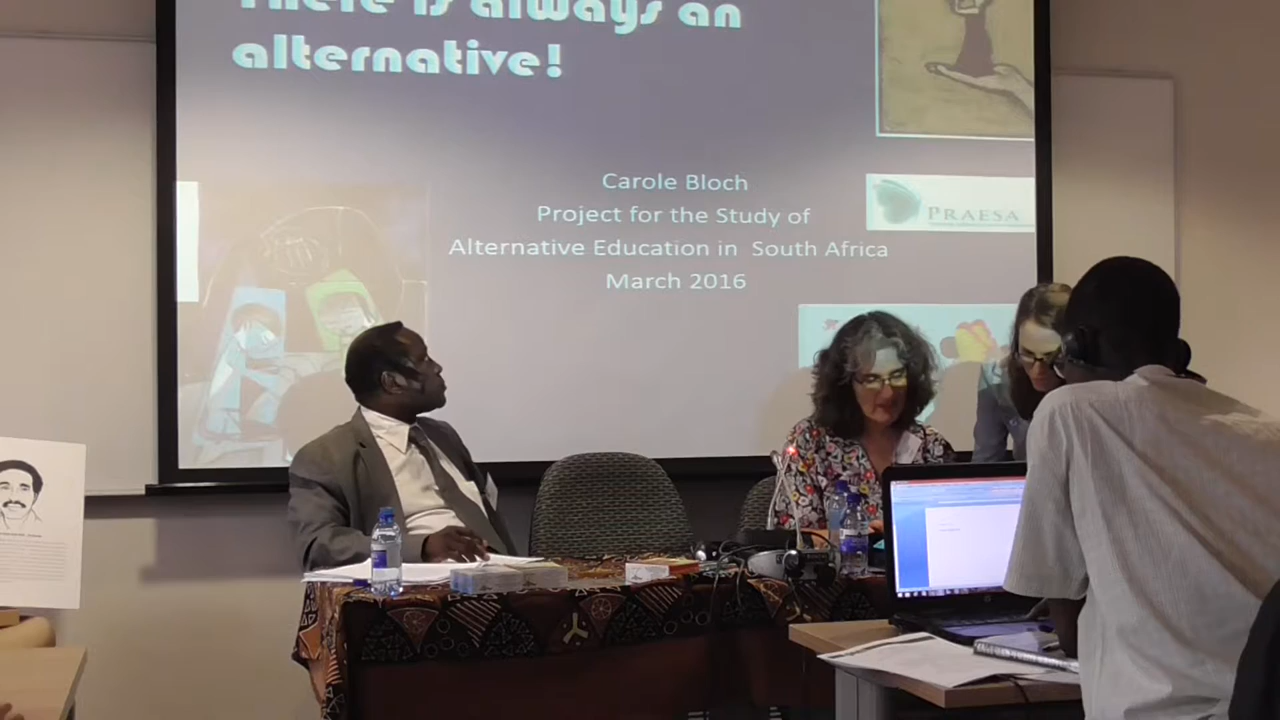 There is always an
alternative!
Carole Bloch
Project for the Study of
Alternative Education in South Africa
March 2016
PRAESA